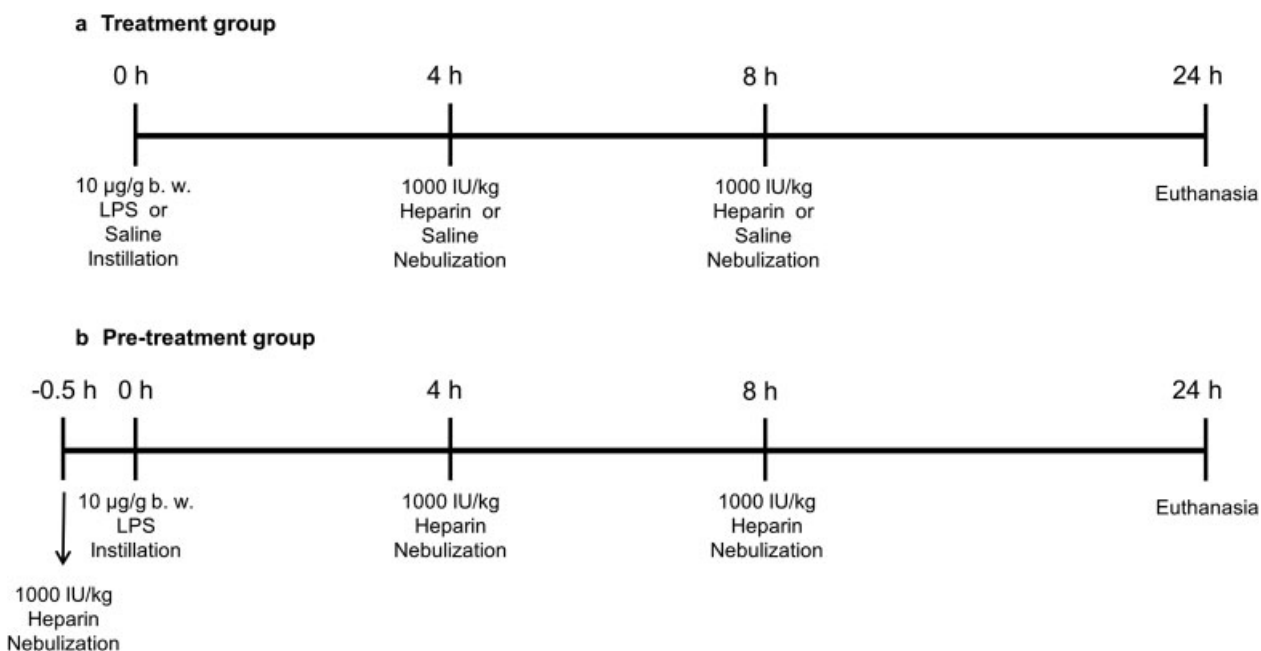 a Treatment group
0 h 4 h 8 h 24 h
10 µg/g b. w.
LPS or
Saline
Instillation
1000 IU/kg
Heparin or
Saline
Nebulization
1000 IU/kg
Heparin or
Saline
Nebulization
Euthanasia
b Pre-treatment group
-0.5 h 0 h 4 h 8 h 24 h
10 µg/g b. w.
LPS
Instillation
1000 IU/kg
Heparin
Nebulization
1000 IU/kg
Heparin
Nebulization
Euthanasia
1000 IU/kg
Heparin
Nebulization